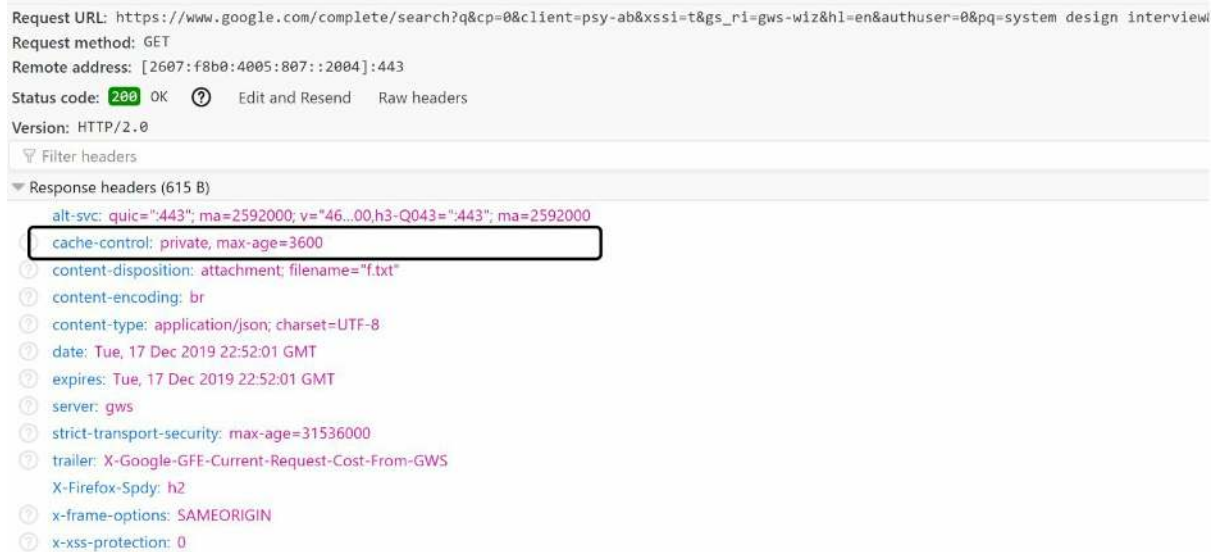 Request URL: https://www.google.com/complete/search?q&cp=0&client=psy-ab&xssi=t&gs_ri=gws-wiz&hl=en&authuser=0&pq=system design interview
Request method: GET
Remote address: [2607:f8b0:4005:807::2004]:443
Status code: 200 OK ? Edit and Resend Raw headers
Version: HTTP/2.0
Filter headers
Response headers (615 B)
alt-svc: quic=":443"; ma=2592000; v="46...00,h3-Q043=":443"; ma=2592000
cache-control: private, max-age=3600
? content-disposition: attachment; filename="f.txt"
? content-encoding: br
? content-type: application/json; charset=UTF-8
? date: Tue, 17 Dec 2019 22:52:01 GMT
? expires: Tue, 17 Dec 2019 22:52:01 GMT
? server: gws
? strict-transport-security: max-age=31536000
? trailer: X-Google-GFE-Current-Request-Cost-From-GWS
X-Firefox-Spdy: h2
? x-frame-options: SAMEORIGIN
? x-xss-protection: 0